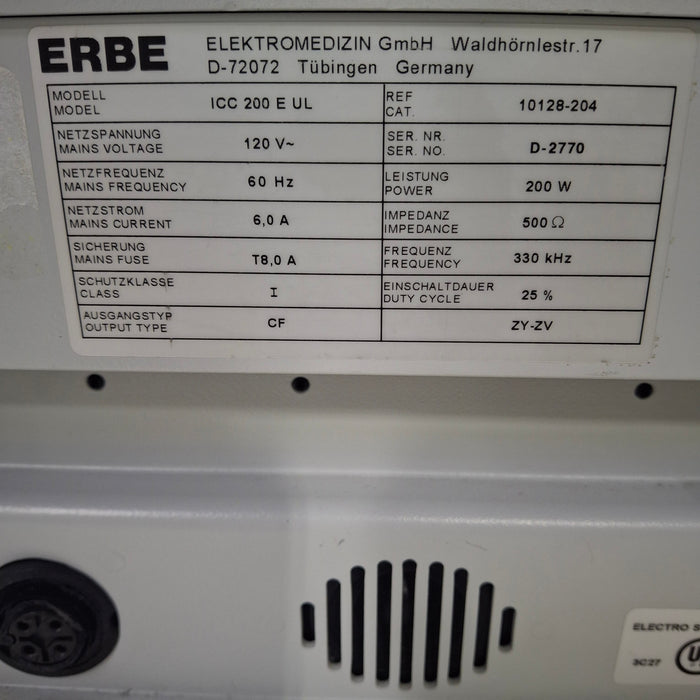 ERBE ELEKTROMEDIZIN GmbH Waldhörnlestr.17
D-72072 Tübingen Germany
MODELL
MODEL
ICC 200 E UL
REF
CAT.
10128-204
NETZSPANNUNG
MAINS VOLTAGE
120 V~
SER. NR.
SER. NO.
D-2770
NETZFREQUENZ
MAINS FREQUENCY
60 Hz
LEISTUNG
POWER
200 W
NETZSTROM
MAINS CURRENT
6,0 A
IMPEDANZ
IMPEDANCE
500 Ω
SICHERUNG
MAINS FUSE
T8,0 A
FREQUENZ
FREQUENCY
330 kHz
SCHUTZKLASSE
CLASS
I
EINSCHALTDAUER
DUTY CYCLE
25 %
AUSGANGSTYP
OUTPUT TYPE
CF
ZY-ZV
ELECTRO S
3C27